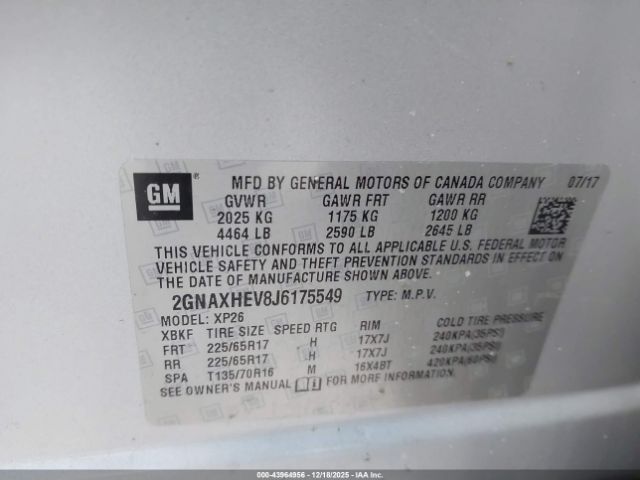 GM ® MFD BY GENERAL MOTORS OF CANADA COMPANY 07/17
GVWR GAWR FRT GAWR RR
2025 KG 1175 KG 1200 KG
4464 LB 2590 LB 2645 LB
THIS VEHICLE CONFORMS TO ALL APPLICABLE U.S. FEDERAL MOTOR
VEHICLE SAFETY AND THEFT PREVENTION STANDARDS IN EFFECT ON
THE DATE OF MANUFACTURE SHOWN ABOVE.
2GNAXHEV8J6175549 TYPE: M.P.V.
MODEL: XP26
XBKF TIRE SIZE SPEED RTG RIM COLD TIRE PRESSURE
FRT 225/65R17 H 17X7J 240KPA(35PSI)
RR 225/65R17 H 17X7J 240KPA(35PSI)
SPA T135/70R16 M 16X4BT 420KPA(60PSI)
SEE OWNER'S MANUAL FOR MORE INFORMATION.
000-43964956 - 12/18/2025 - IAA Inc.